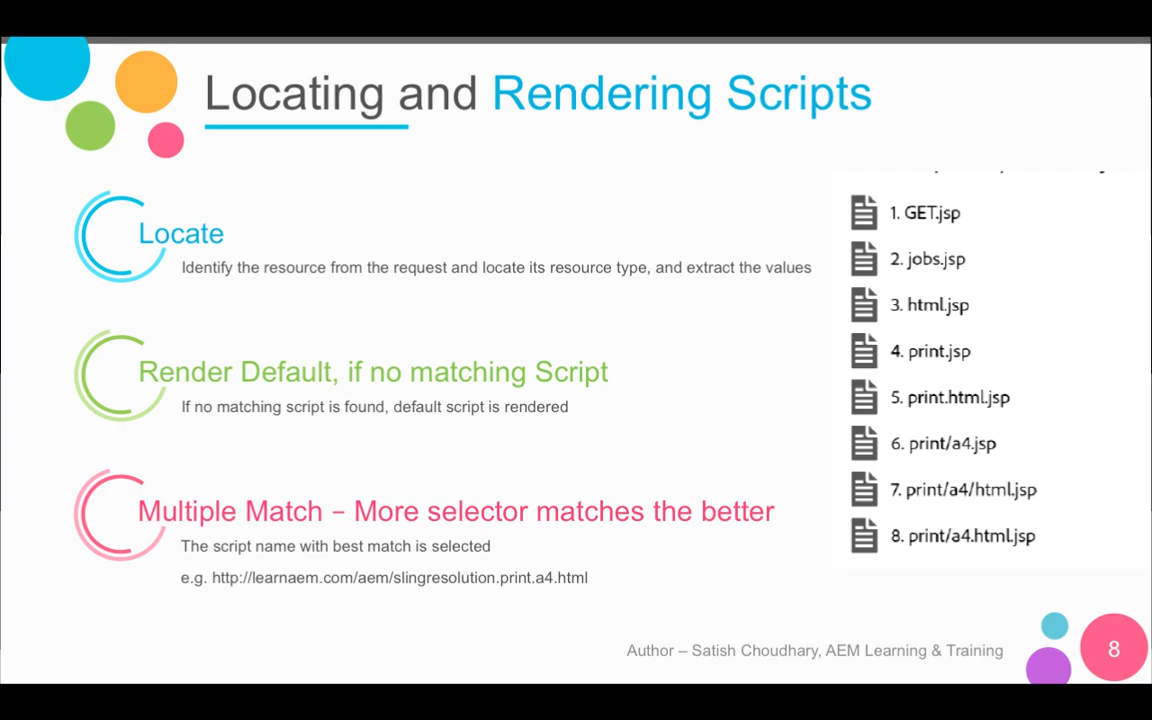 Locating and Rendering Scripts
Locate
Identify the resource from the request and locate its resource type, and extract the values
Render Default, if no matching Script
If no matching script is found, default script is rendered
Multiple Match – More selector matches the better
The script name with best match is selected
e.g. http://learnaem.com/aem/slingresolution.print.a4.html
1. GET.jsp
2. jobs.jsp
3. html.jsp
4. print.jsp
5. print.html.jsp
6. print/a4.jsp
7. print/a4/html.jsp
8. print/a4.html.jsp
Author – Satish Choudhary, AEM Learning & Training
8